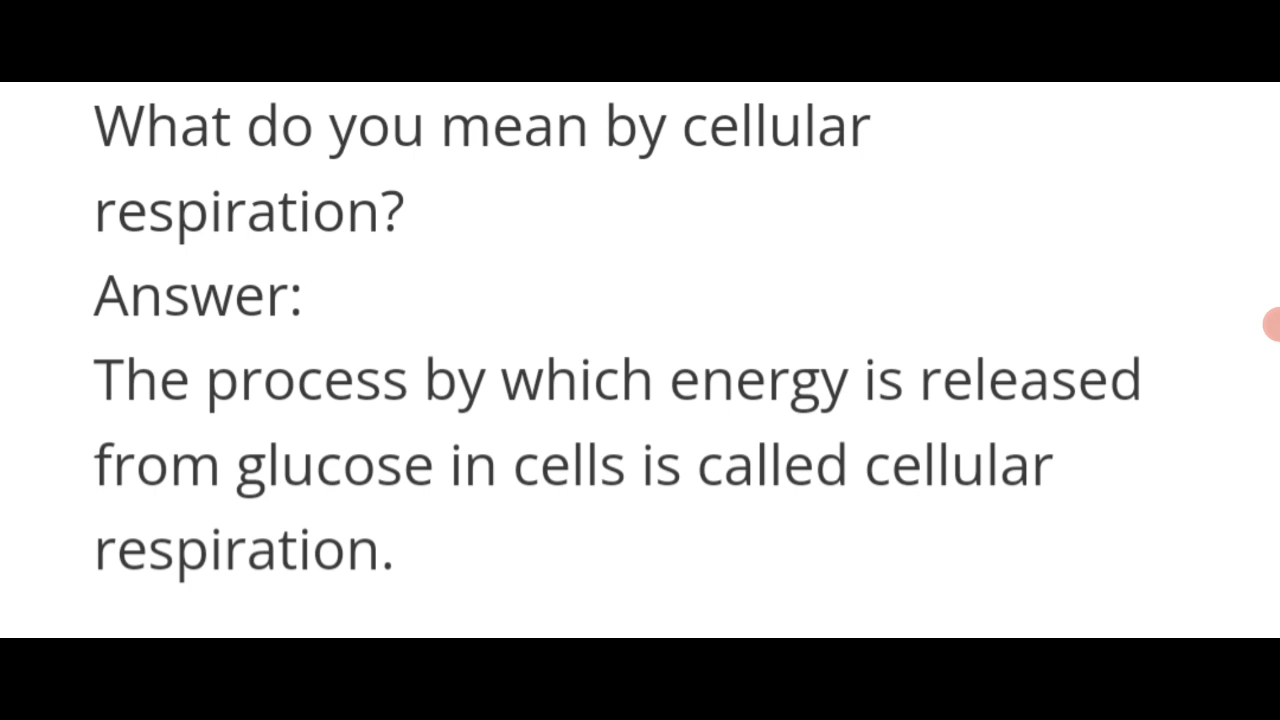 What do you mean by cellular
respiration?
Answer:
The process by which energy is released
from glucose in cells is called cellular
respiration.